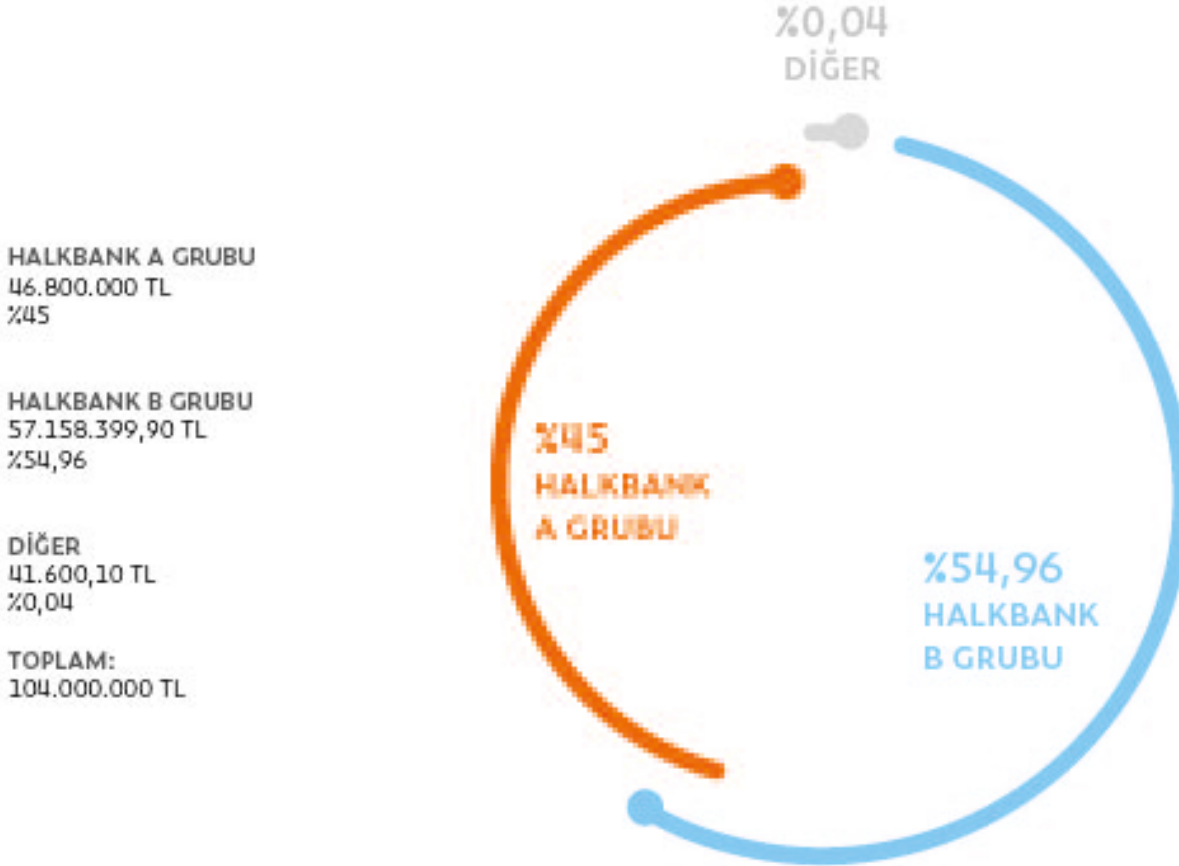 HALKBANK A GRUBU
46.800.000 TL
%45
HALKBANK B GRUBU
57.158.399,90 TL
%54,96
DİĞER
41.600,10 TL
%0,04
TOPLAM:
104.000.000 TL
%0,04
DİĞER
%45
HALKBANK
A GRUBU
%54,96
HALKBANK
B GRUBU